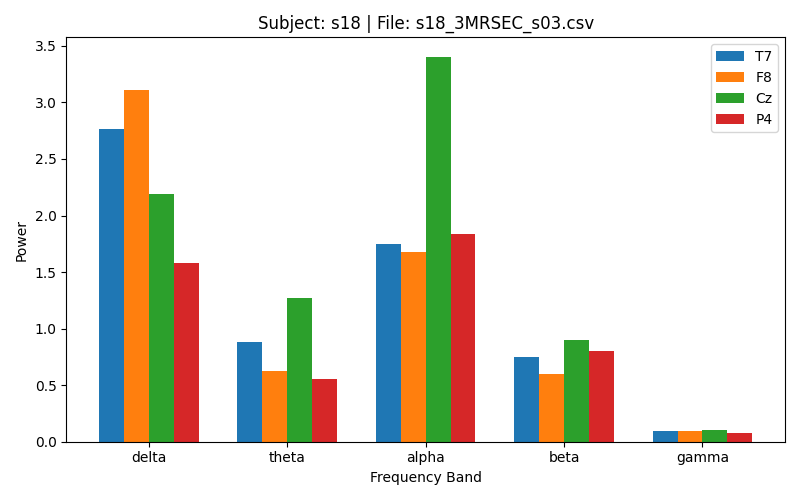 Subject: s18 | File: s18_3MRSEC_s03.csv
T7
F8
Cz
P4
3.5
3.0
2.5
2.0
1.5
1.0
0.5
0.0
Power
delta theta alpha beta gamma
Frequency Band